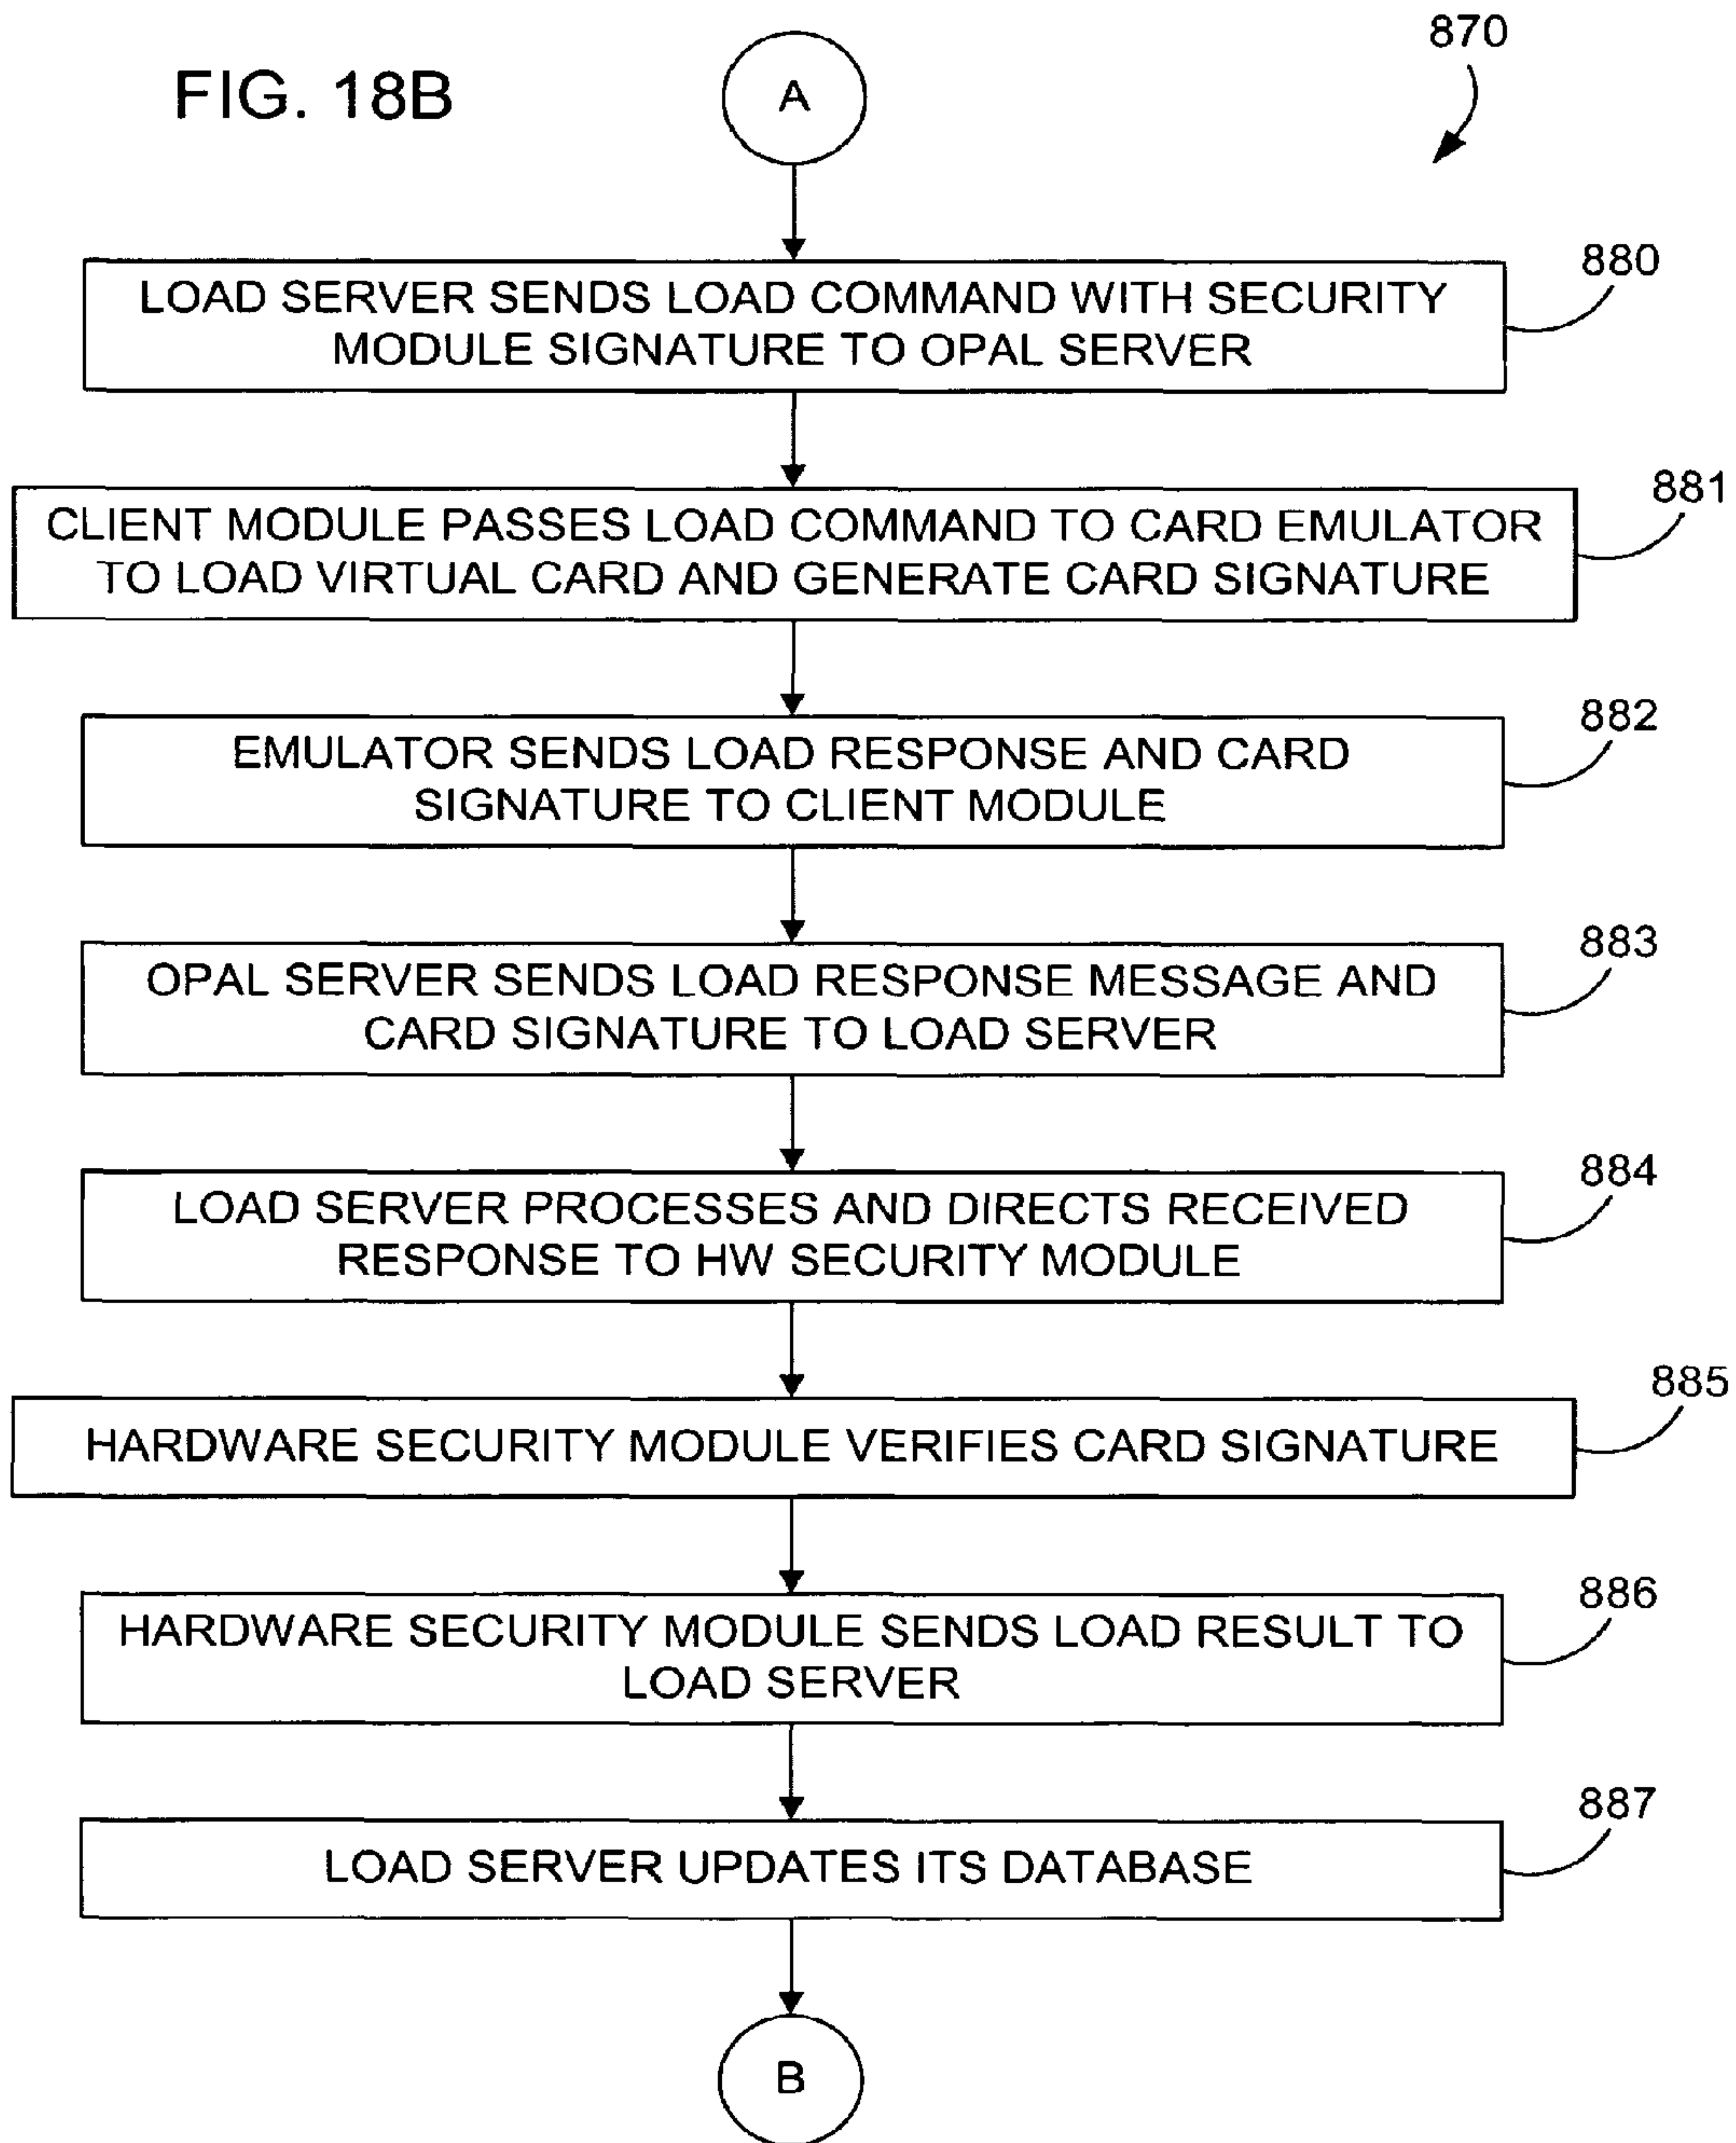 FIG. 18B
A
870
LOAD SERVER SENDS LOAD COMMAND WITH SECURITY
MODULE SIGNATURE TO OPAL SERVER
880
CLIENT MODULE PASSES LOAD COMMAND TO CARD EMULATOR
TO LOAD VIRTUAL CARD AND GENERATE CARD SIGNATURE
881
EMULATOR SENDS LOAD RESPONSE AND CARD
SIGNATURE TO CLIENT MODULE
882
OPAL SERVER SENDS LOAD RESPONSE MESSAGE AND
CARD SIGNATURE TO LOAD SERVER
883
LOAD SERVER PROCESSES AND DIRECTS RECEIVED
RESPONSE TO HW SECURITY MODULE
884
HARDWARE SECURITY MODULE VERIFIES CARD SIGNATURE
885
HARDWARE SECURITY MODULE SENDS LOAD RESULT TO
LOAD SERVER
886
LOAD SERVER UPDATES ITS DATABASE
887
B